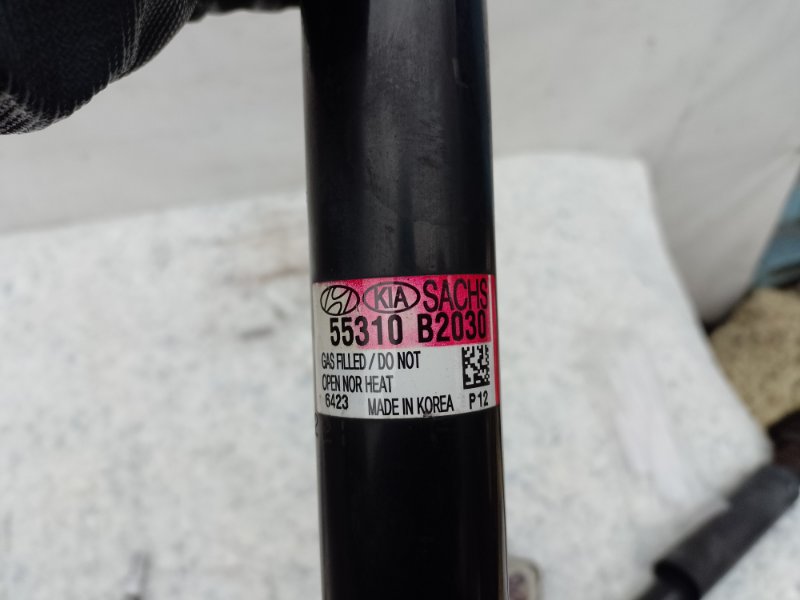 KIA SACHS
55310 B2030
GAS FILLED / DO NOT
OPEN NOR HEAT
6423 MADE IN KOREA P12